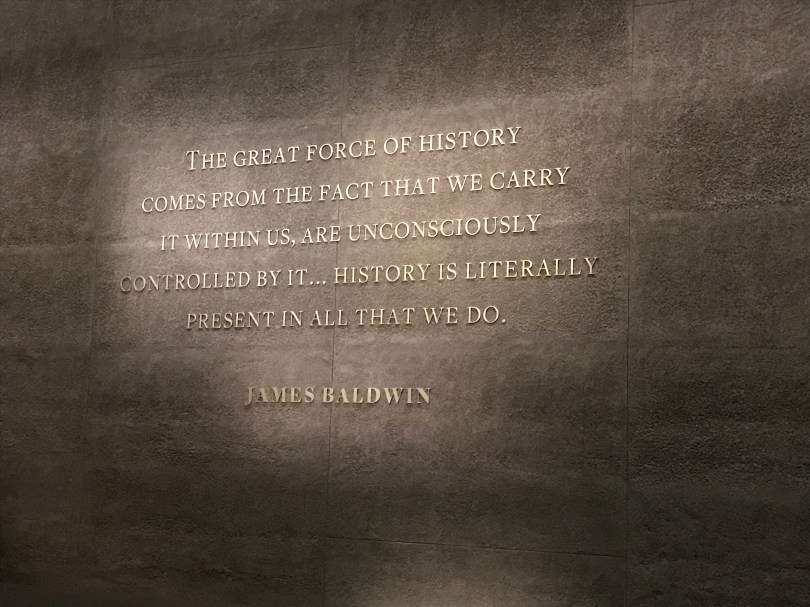 THE GREAT FORCE OF HISTORY
COMES FROM THE FACT THAT WE CARRY
IT WITHIN US, ARE UNCONSCIOUSLY
CONTROLLED BY IT... HISTORY IS LITERALLY
PRESENT IN ALL THAT WE DO.
JAMES BALDWIN